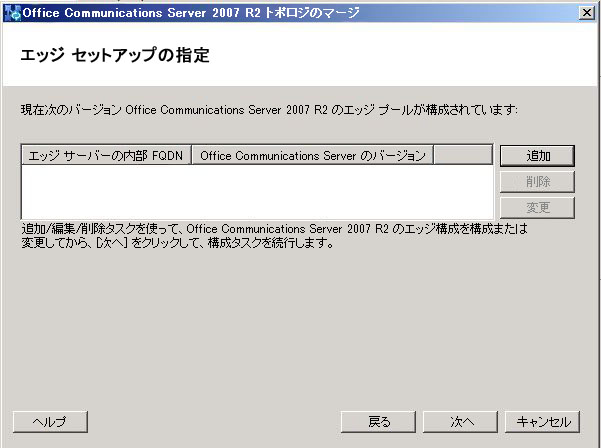 Office Communications Server 2007 R2 トポロジのマージ
エッジ セットアップの指定
現在次のバージョン Office Communications Server 2007 R2 のエッジ プールが構成されています:
エッジ サーバーの内部 FQDN Office Communications Server のバージョン 追加
削除
変更
追加/編集/削除タスクを使って、Office Communications Server 2007 R2 のエッジ構成を構成または
変更してから、[次へ] をクリックして、構成タスクを続行します。
ヘルプ 戻る 次へ キャンセル